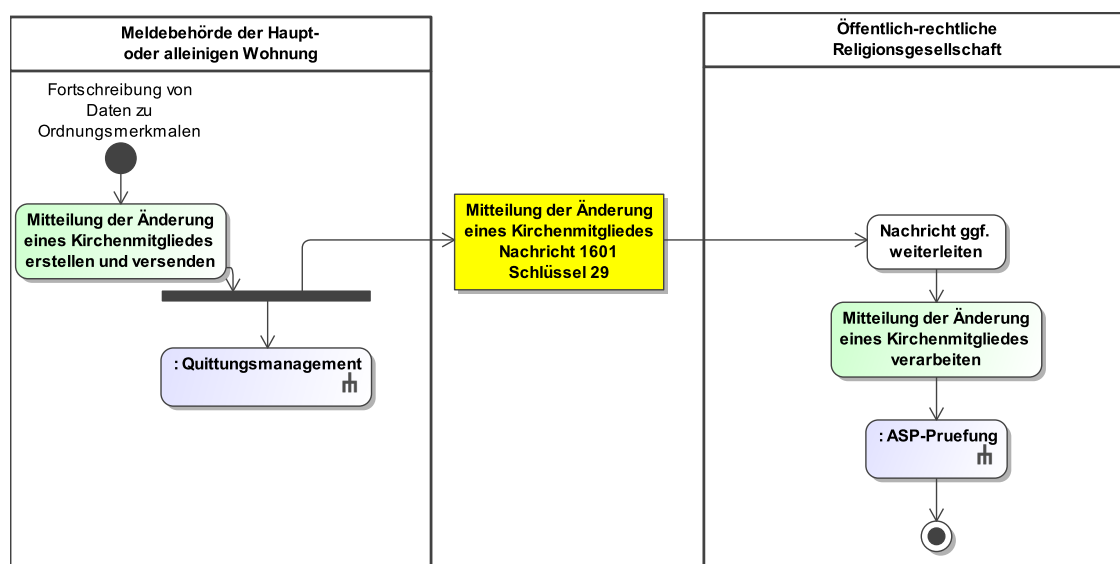 Meldebehörde der Haupt-
oder alleinigen Wohnung
Fortschreibung von
Daten zu
Ordnungsmerkmalen
Mitteilung der Änderung
eines Kirchenmitgliedes
erstellen und versenden
: Quittungsmanagement
Mitteilung der Änderung
eines Kirchenmitgliedes
Nachricht 1601
Schlüssel 29
Öffentlich-rechtliche
Religionsgesellschaft
Nachricht ggf.
weiterleiten
Mitteilung der Änderung
eines Kirchenmitgliedes
verarbeiten
: ASP-Pruefung